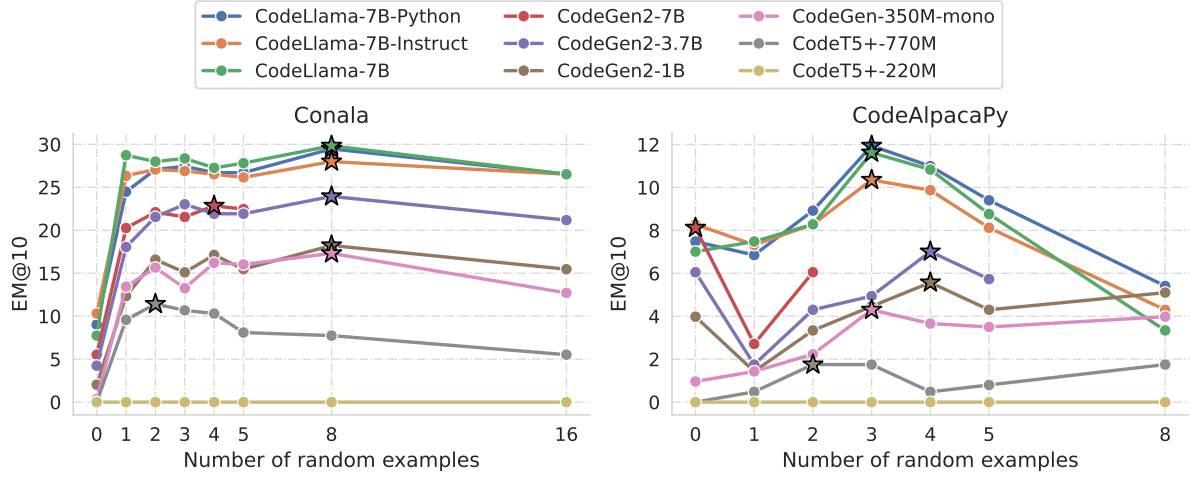 CodeLlama-7B-Python
CodeGen2-7B
CodeGen-350M-mono
CodeLlama-7B-Instruct
CodeGen2-3.7B
CodeT5+-770M
CodeLlama-7B
CodeGen2-1B
CodeT5+-220M
Conala
EM@10
30
25
20
15
10
5
0
0 1 2 3 4 5 8 16
Number of random examples
CodeAlpacaPy
EM@10
12
10
8
6
4
2
0
0 1 2 3 4 5 8
Number of random examples